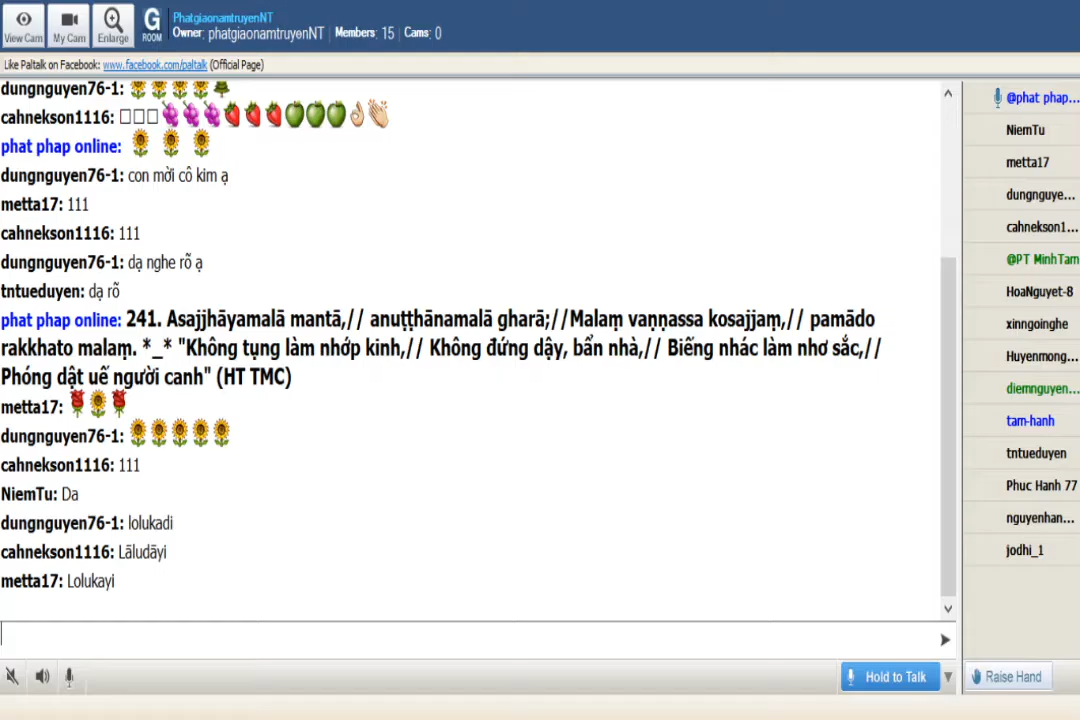 View Cam
My Cam
Enlarge
G
ROOM
PhatgiaonamtruyenNT
Owner: phatgiaonamtruyenNT | Members: 15 | Cams: 0
Like Paltalk on Facebook: www.facebook.com/paltalk (Official Page)
dungnguyen76-1:
cahnekson1116:
phat phap online:
dungnguyen76-1: con mời cô kim ạ
metta17: 111
cahnekson1116: 111
dungnguyen76-1: dạ nghe rõ ạ
tntueduyen: dạ rõ
phat phap online: 241. Asajjhāyamalā mantā,// anuṭṭhānamalā gharā;//Malaṃ vaṇṇassa kosajjaṃ,// pamādo
rakkhato malaṃ. *_* "Không tụng làm nhớp kinh,// Không đứng dậy, bẩn nhà,// Biếng nhác làm nhơ sắc,//
Phóng dật uế người canh" (HT TMC)
metta17:
dungnguyen76-1:
cahnekson1116: 111
NiemTu: Da
dungnguyen76-1: lolukadi
cahnekson1116: Lāludāyi
metta17: Lolukayi
Hold to Talk
@phat phap...
NiemTu
metta17
dungnguye...
cahnekson1...
@PT MinhTam
HoaNguyet-8
xinngoinghe
Huyenmong...
diemnguyen...
tam-hanh
tntueduyen
Phuc Hanh 77
nguyenhan...
jodhi_1
Raise Hand